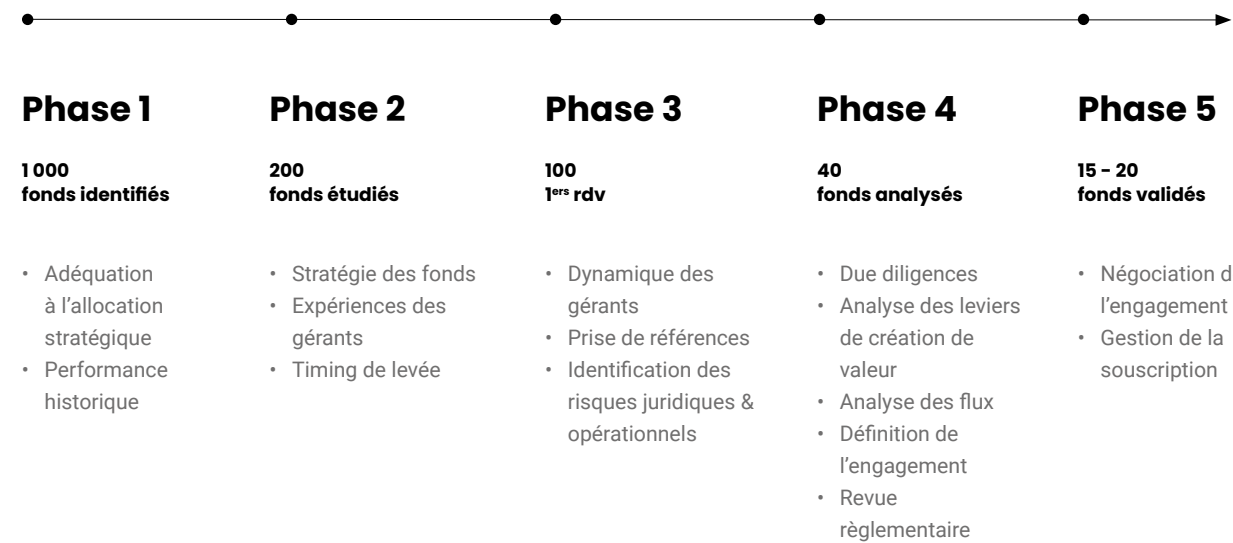 Phase 1
1 000
fonds identifiés
• Adéquation
à l’allocation
stratégique
• Performance
historique
Phase 2
200
fonds étudiés
• Stratégie des fonds
• Expériences des
gérants
• Timing de levée
Phase 3
100
1ers rdv
• Dynamique des
gérants
• Prise de références
• Identification des
risques juridiques &
opérationnels
Phase 4
40
fonds analysés
• Due diligences
• Analyse des leviers
de création de
valeur
• Analyse des flux
• Définition de
l’engagement
• Revue
règlementaire
Phase 5
15 - 20
fonds validés
• Négociation d
l’engagement
• Gestion de la
souscription